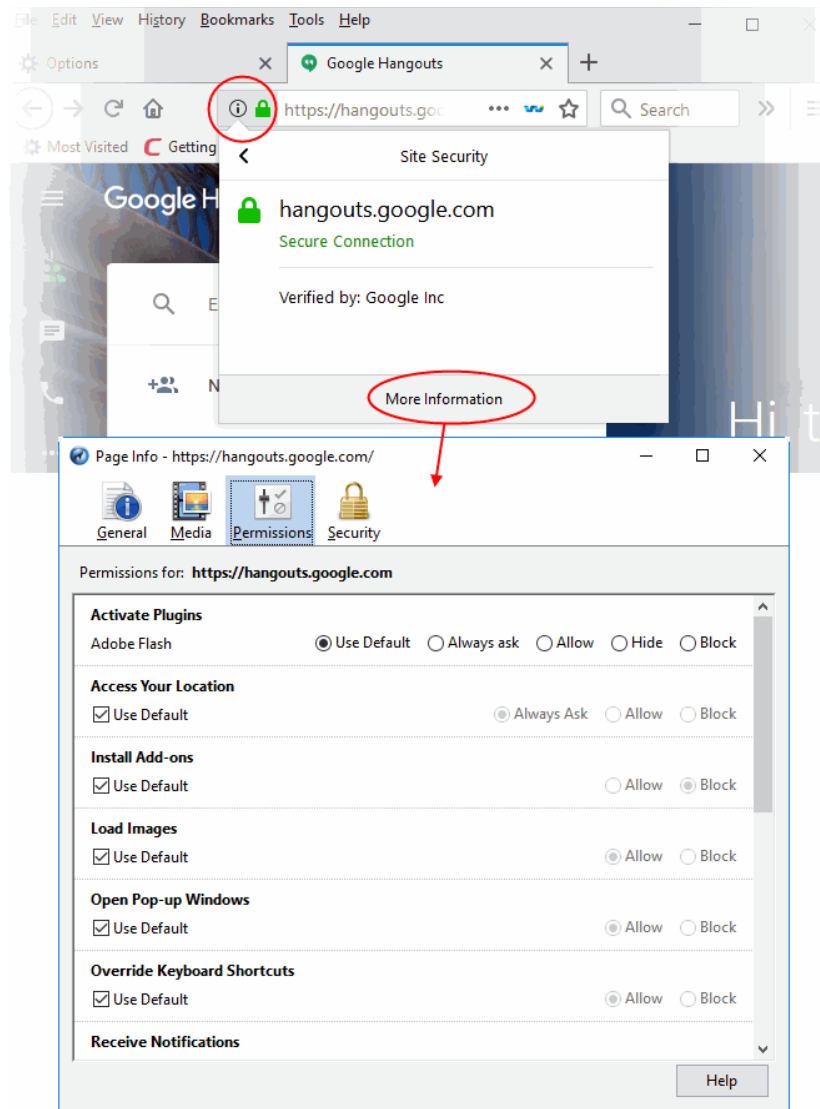 File Edit View History Bookmarks Tools Help
Options Google Hangouts
https://hangouts.goo Search
Most Visited Getting
Site Security
Google H
hangouts.google.com
Secure Connection
Verified by: Google Inc
E
N
More Information
Hi t
Page Info - https://hangouts.google.com/
General Media Permissions Security
Permissions for: https://hangouts.google.com
Activate Plugins
Adobe Flash Use Default Always ask Allow Hide Block
Access Your Location
Use Default Always Ask Allow Block
Install Add-ons
Use Default Allow Block
Load Images
Use Default Allow Block
Open Pop-up Windows
Use Default Allow Block
Override Keyboard Shortcuts
Use Default Allow Block
Receive Notifications
Help